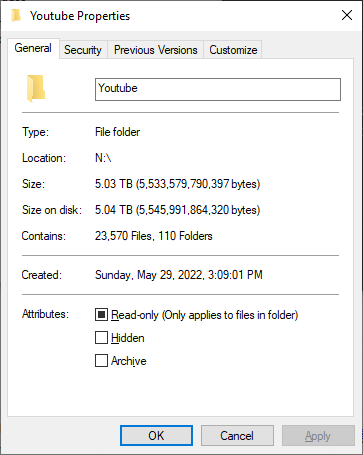 Youtube Properties
General Security Previous Versions Customize
Youtube
Type: File folder
Location: N:\
Size: 5.03 TB (5,533,579,790,397 bytes)
Size on disk: 5.04 TB (5,545,991,864,320 bytes)
Contains: 23,570 Files, 110 Folders
Created: Sunday, May 29, 2022, 3:09:01 PM
Attributes: Read-only (Only applies to files in folder)
Hidden
Archive
OK Cancel Apply